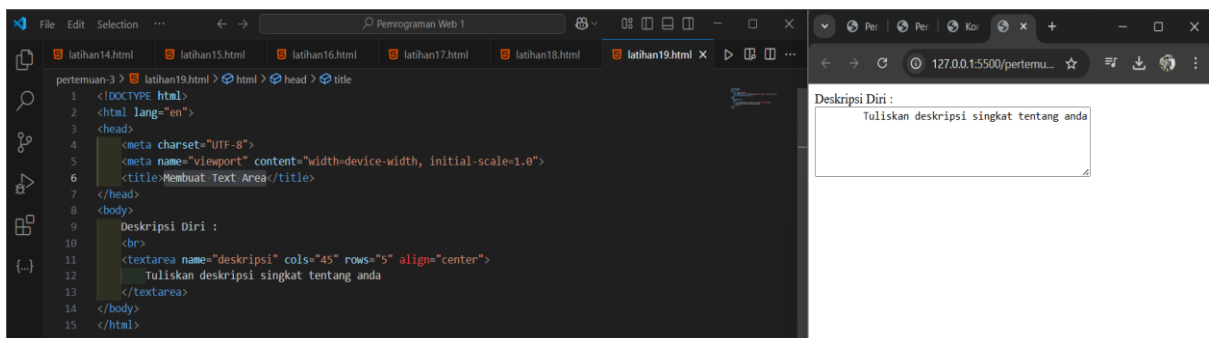 File Edit Selection ··· Pemrograman Web 1
latihan14.html latihan15.html latihan16.html latihan17.html latihan18.html latihan19.html
pertemuan-3 > latihan19.html > html > head > title
1 <!DOCTYPE html>
2 <html lang="en">
3 <head>
4 <meta charset="UTF-8">
5 <meta name="viewport" content="width=device-width, initial-scale=1.0">
6 <title>Membuat Text Area</title>
7 </head>
8 <body>
9 Deskripsi Diri :
10 <br>
11 <textarea name="deskripsi" cols="45" rows="5" align="center">
12 Tuliskan deskripsi singkat tentang anda
13 </textarea>
14 </body>
15 </html>
Per Per Kor
127.0.0.1:5500/pertemu...
Deskripsi Diri :
Tuliskan deskripsi singkat tentang anda